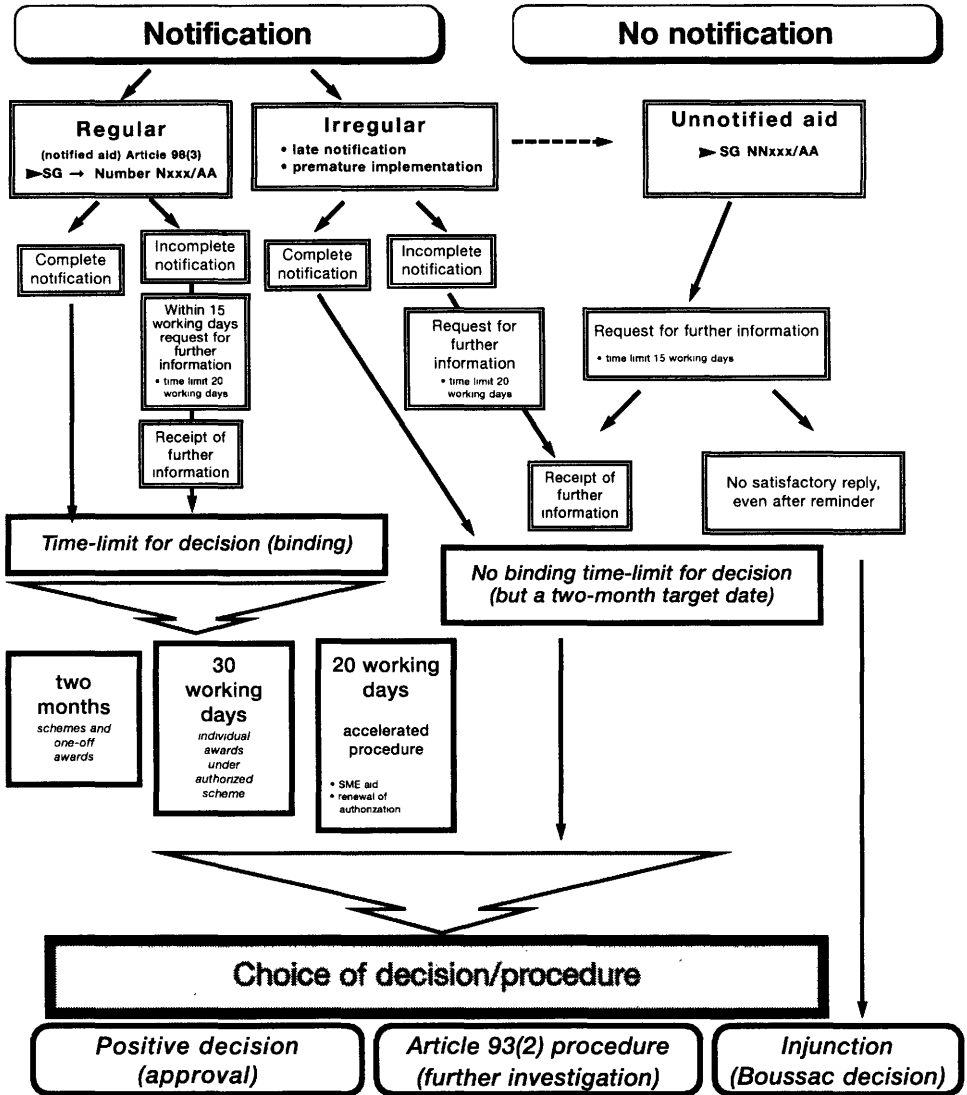 Notification
No notification
Regular
(notified aid) Article 98(3)
►SG → Number Nxxx/AA
Irregular
• late notification
• premature implementation
Unnotified aid
► SG NNxxx/AA
Complete
notification
Incomplete
notification
Complete
notification
Incomplete
notification
Within 15
working days
request for
further
information
• time limit 20
working days
Request for
further
information
• time limit 20
working days
Request for further information
• time limit 15 working days
Receipt of
further
information
Receipt of
further
information
No satisfactory reply,
even after reminder
Time-limit for decision (binding)
No binding time-limit for decision
(but a two-month target date)
two
months
schemes and
one-off
awards
30
working
days
individual
awards
under
authorized
scheme
20 working
days
accelerated
procedure
• SME aid
• renewal of
authorization
Choice of decision/procedure
Positive decision
(approval)
Article 93(2) procedure
(further investigation)
Injunction
(Boussac decision)